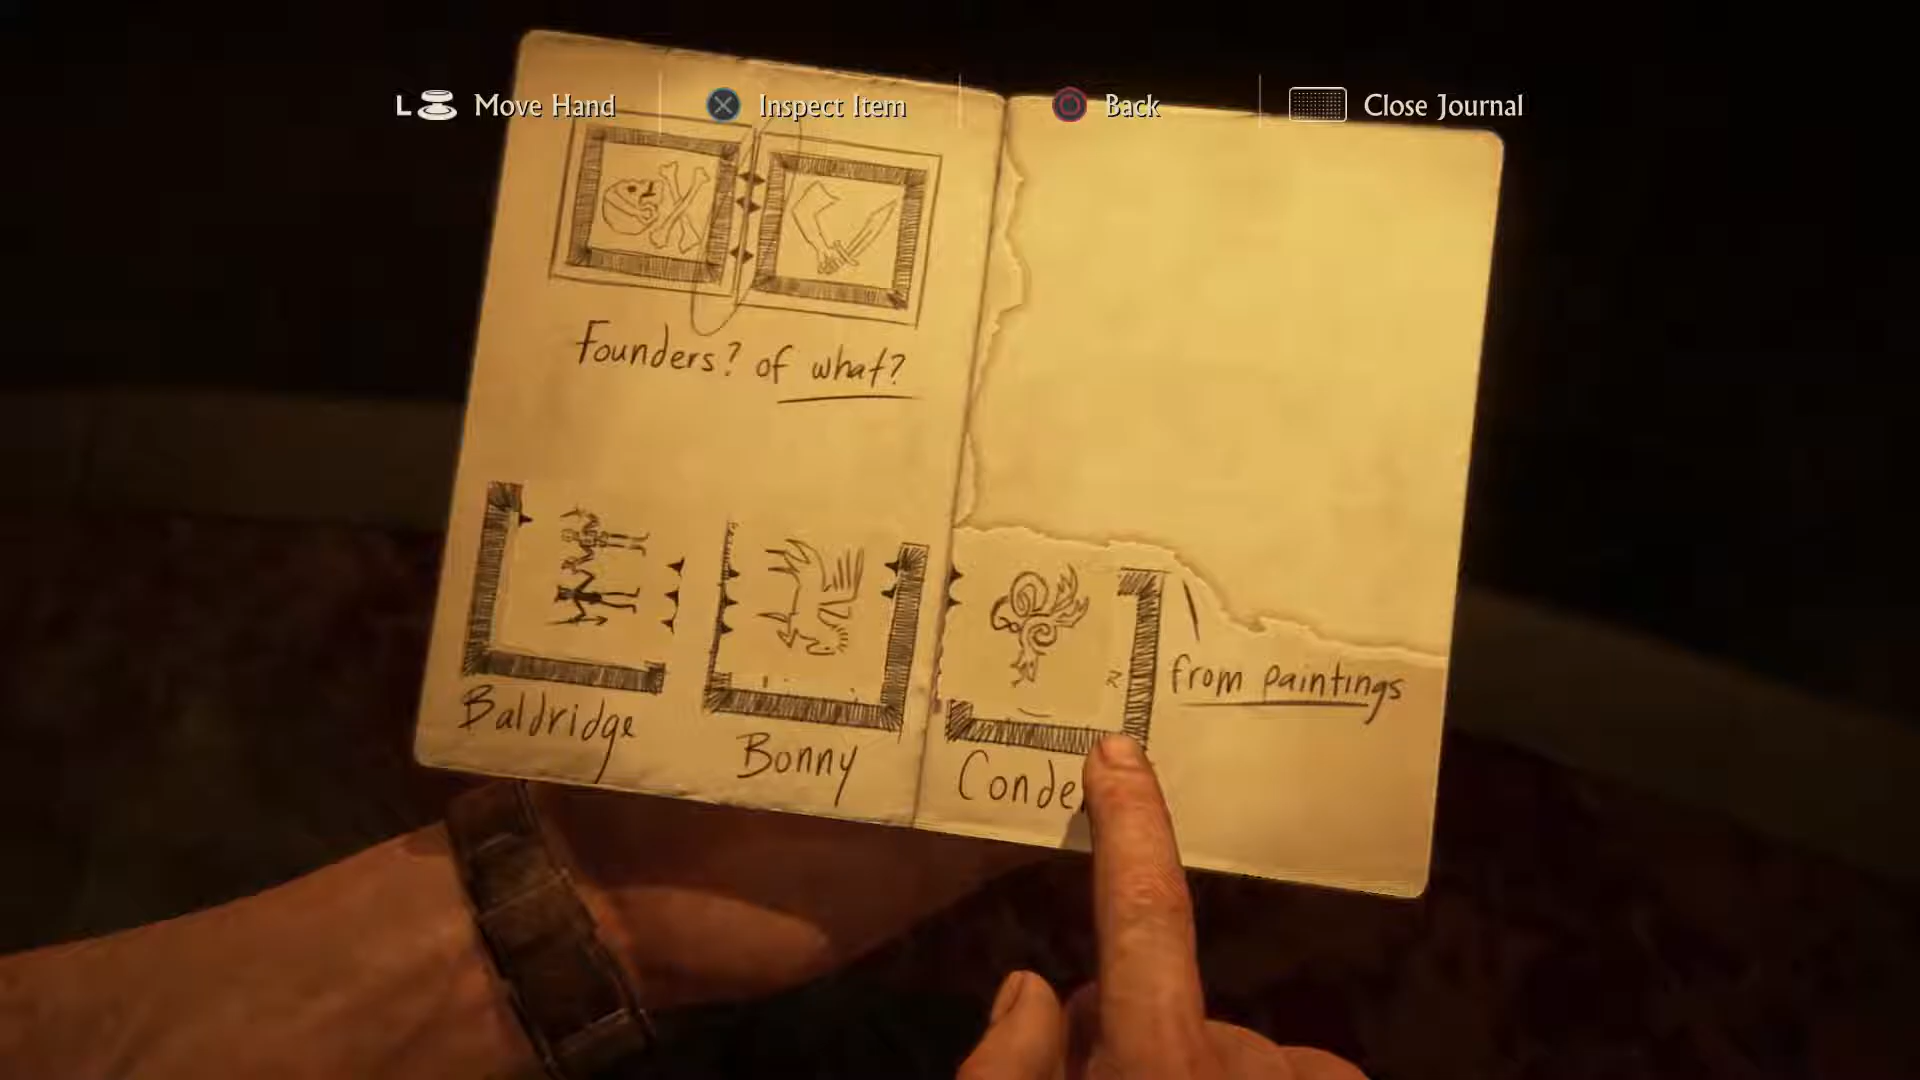 L Move Hand
Inspect Item
Back
Close Journal
Founders? of what?
from paintings
Baldridge
Bonny